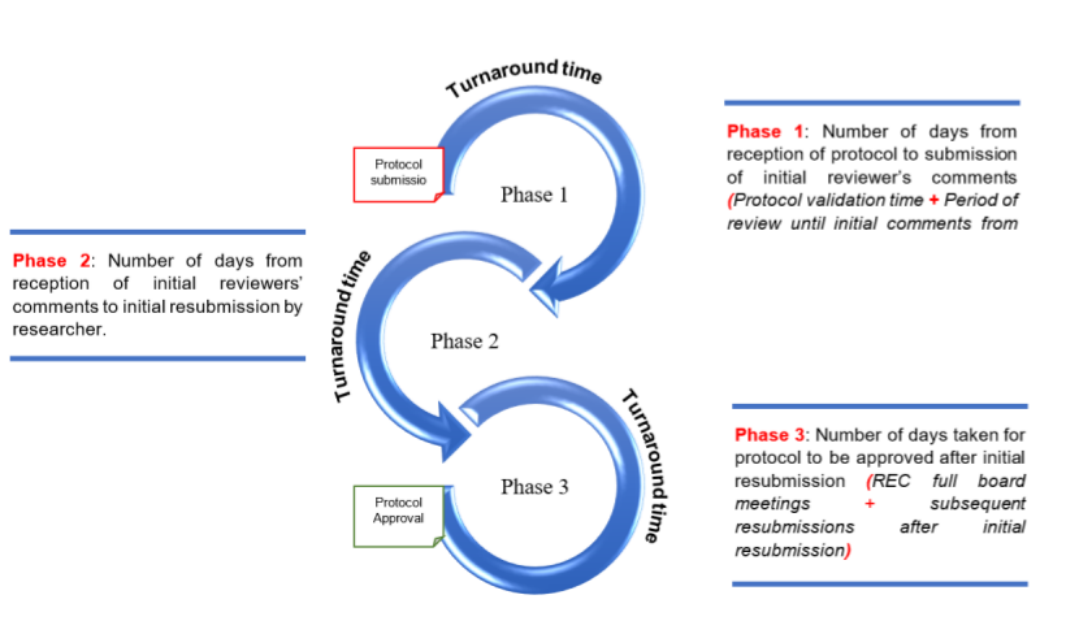 Turnaround time
Protocol
submissio
Phase 1
Phase 1: Number of days from
reception of protocol to submission
of initial reviewer's comments
(Protocol validation time + Period of
review until initial comments from
Phase 2: Number of days from
reception of initial reviewers'
comments to initial resubmission by
researcher.
Turnaround time
Phase 2
Turnaround time
Phase 3
Protocol
Approval
Phase 3: Number of days taken for
protocol to be approved after initial
resubmission (REC full board
meetings + subsequent
resubmissions after initial
resubmission)